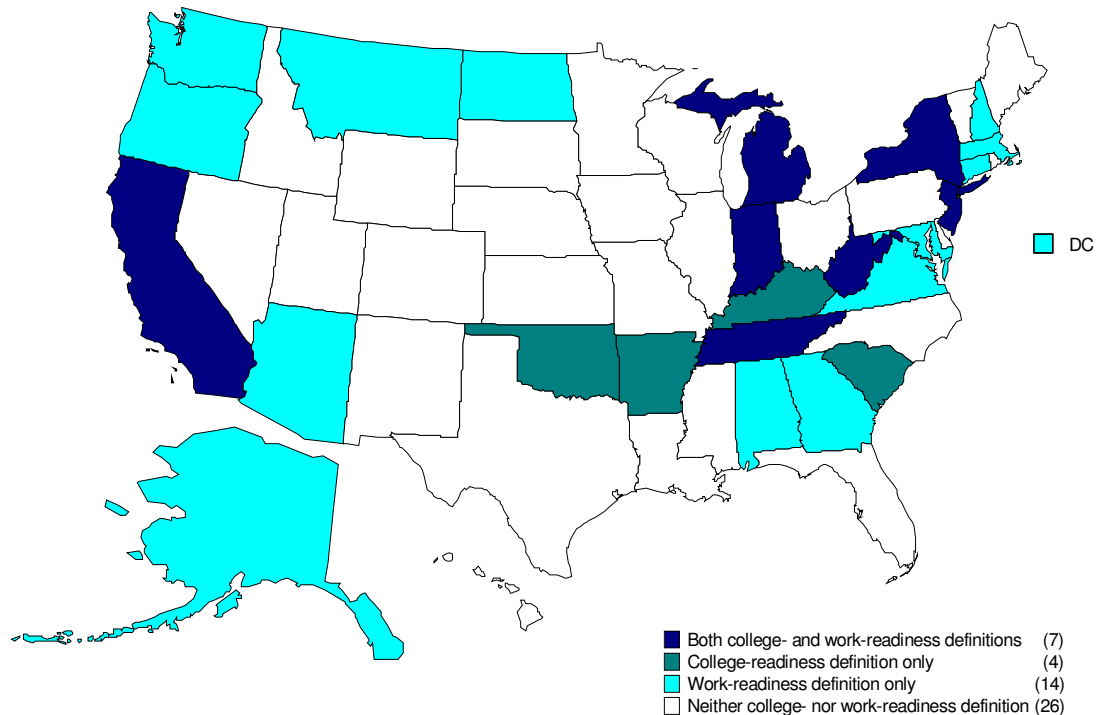 DC
Both college- and work-readiness definitions (7)
College-readiness definition only (4)
Work-readiness definition only (14)
Neither college- nor work-readiness definition (26)